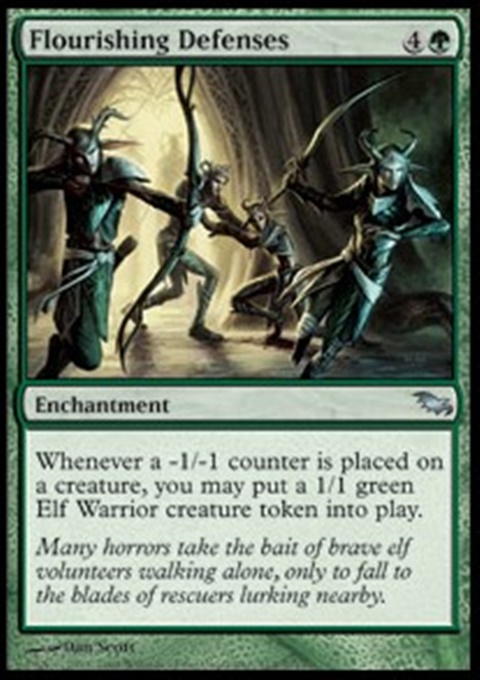 Flourishing Defenses 4
Enchantment
Whenever a -1/-1 counter is placed on
a creature, you may put a 1/1 green
Elf Warrior creature token into play.
Many horrors take the bait of brave elf
volunteers walking alone, only to fall to
the blades of rescuers lurking nearby.
Dan Scott